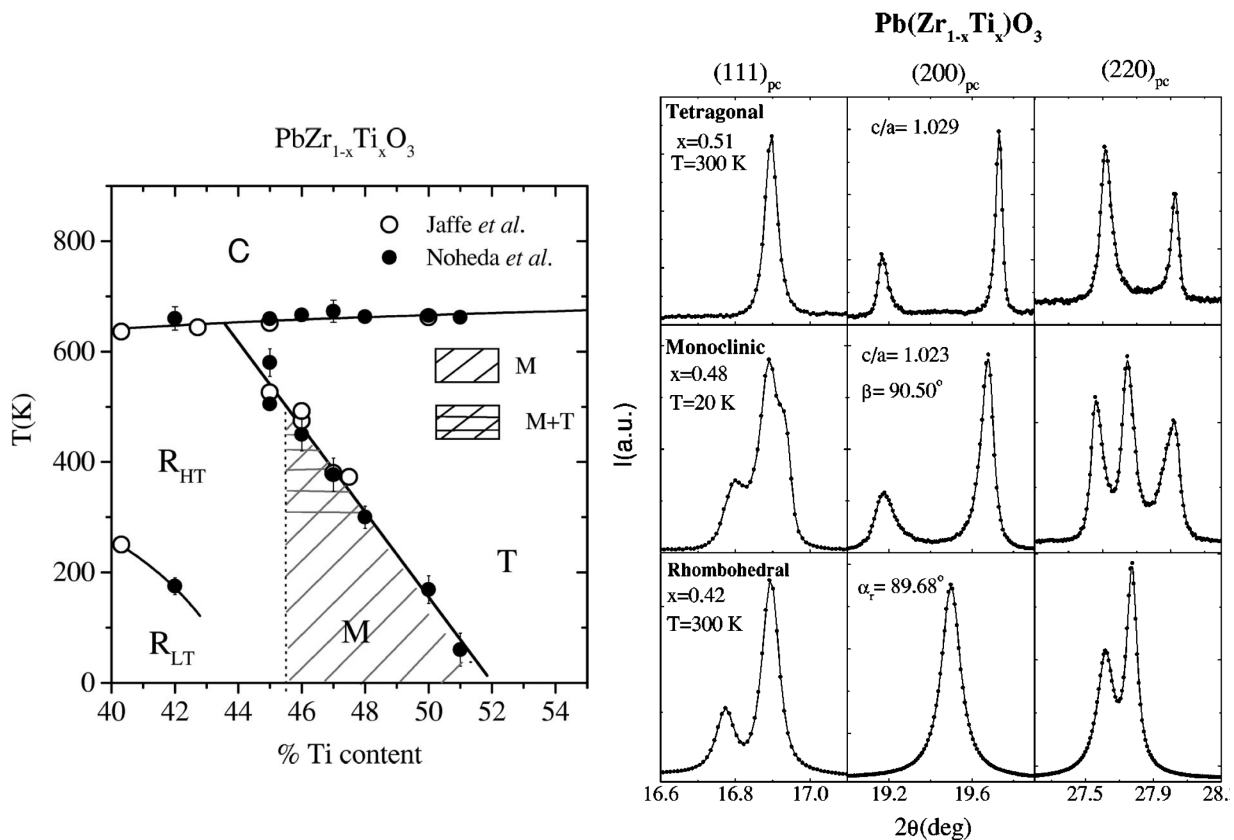 PbZr₁₋ₓTiₓO₃
C
Jaffe et al.
Noheda et al.
M
M+T
R_HT
T
M
R_LT
T(K)
800
600
400
200
0
40 42 44 46 48 50 52 54
% Ti content
Pb(Zr₁₋ₓTiₓ)O₃
(111)pc (200)pc (220)pc
Tetragonal
x=0.51
T=300 K
c/a= 1.029
Monoclinic
x=0.48
T=20 K
c/a= 1.023
β= 90.50°
Rhombohedral
x=0.42
T=300 K
αᵣ= 89.68°
I(a.u.)
16.6 16.8 17.0 19.2 19.6 27.5 27.9 28.
2θ(deg)